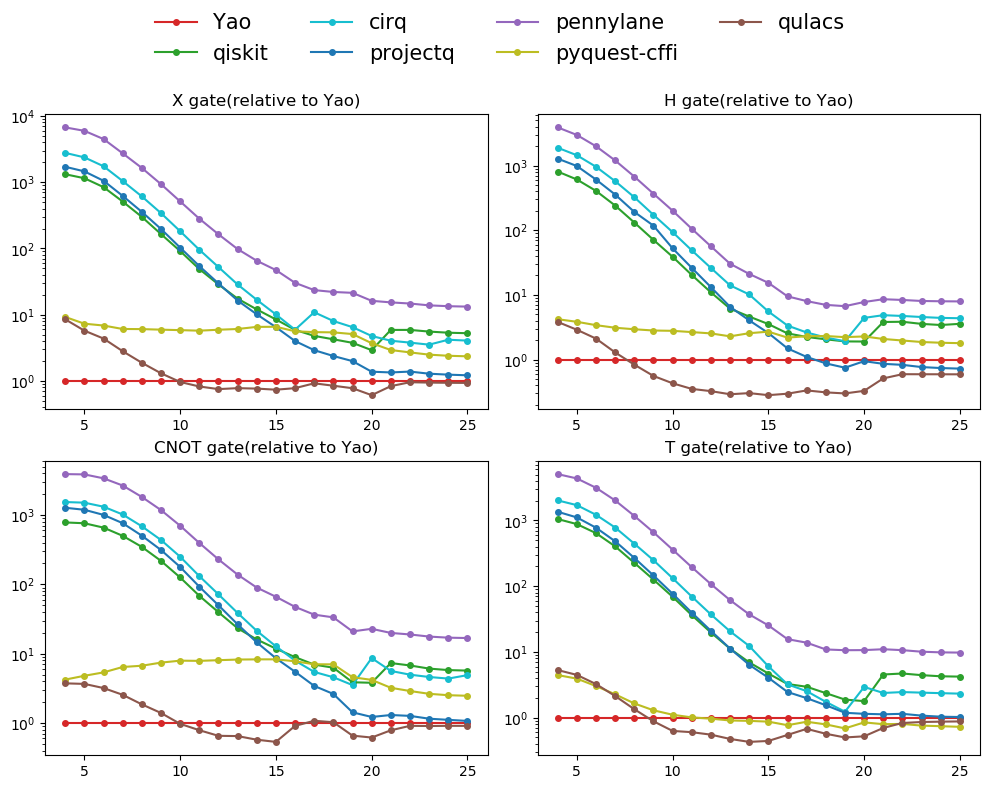 Yao cirq pennylane qulacs
qiskit projectq pyquest-cffi
X gate(relative to Yao) H gate(relative to Yao)
10^4
10^3
10^2
10^1
10^0
10^3
10^2
10^1
10^0
5 10 15 20 25
5 10 15 20 25
CNOT gate(relative to Yao) T gate(relative to Yao)
10^3
10^2
10^1
10^0
10^3
10^2
10^1
10^0
5 10 15 20 25
5 10 15 20 25